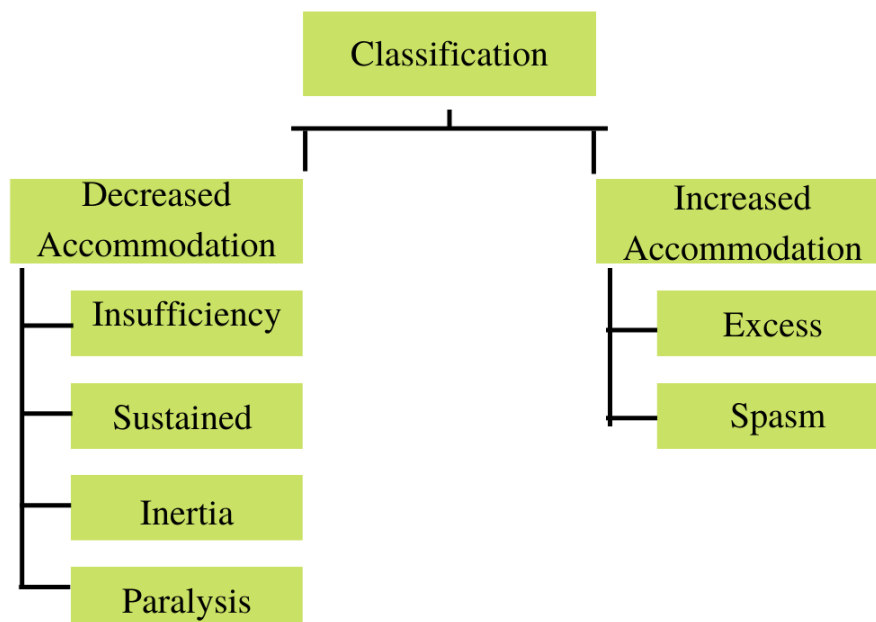 Classification
Decreased
Accommodation
Insufficiency
Sustained
Inertia
Paralysis
Increased
Accommodation
Excess
Spasm